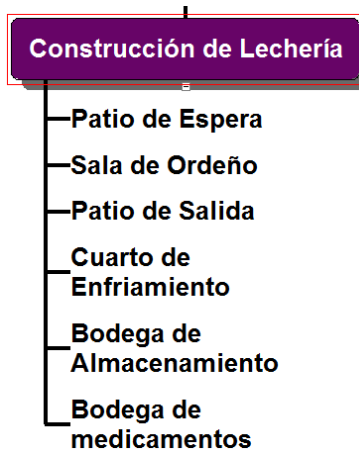 Construcción de Lechería
Patio de Espera
Sala de Ordeño
Patio de Salida
Cuarto de
Enfriamiento
Bodega de
Almacenamiento
Bodega de
medicamentos